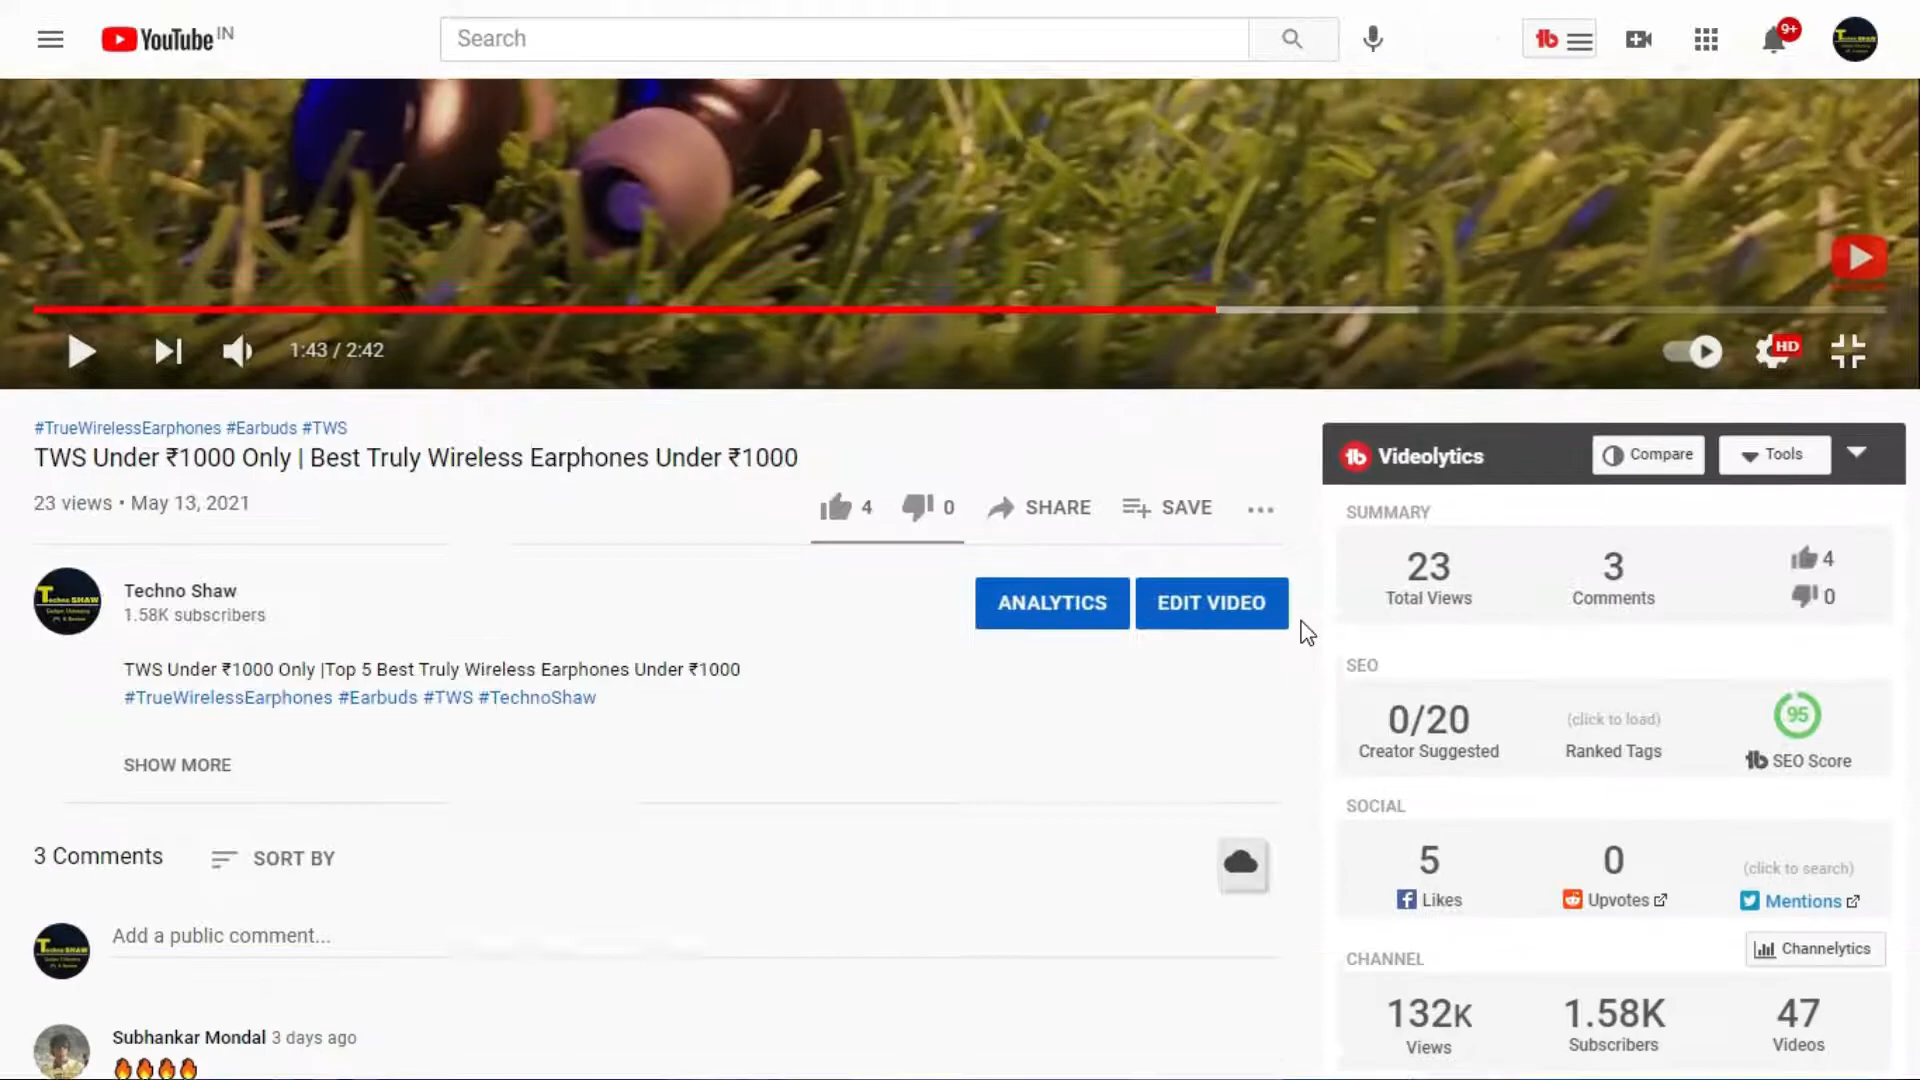 YouTube IN
Search
tb
9+
1:43 / 2:42
HD
#TrueWirelessEarphones #Earbuds #TWS
TWS Under ₹1000 Only | Best Truly Wireless Earphones Under ₹1000
23 views • May 13, 2021
4
0
SHARE
SAVE
Techno Shaw
1.58K subscribers
ANALYTICS
EDIT VIDEO
TWS Under ₹1000 Only |Top 5 Best Truly Wireless Earphones Under ₹1000
#TrueWirelessEarphones #Earbuds #TWS #TechnoShaw
SHOW MORE
3 Comments
SORT BY
Techno SHAW
Add a public comment...
Subhankar Mondal 3 days ago
🔥🔥🔥🔥
tb Videolytics
Compare
Tools
SUMMARY
23
Total Views
3
Comments
4
0
SEO
0/20
Creator Suggested
(click to load)
Ranked Tags
95
tb SEO Score
SOCIAL
5
Likes
0
Upvotes
(click to search)
Mentions
CHANNEL
Channelytics
132K
Views
1.58K
Subscribers
47
Videos